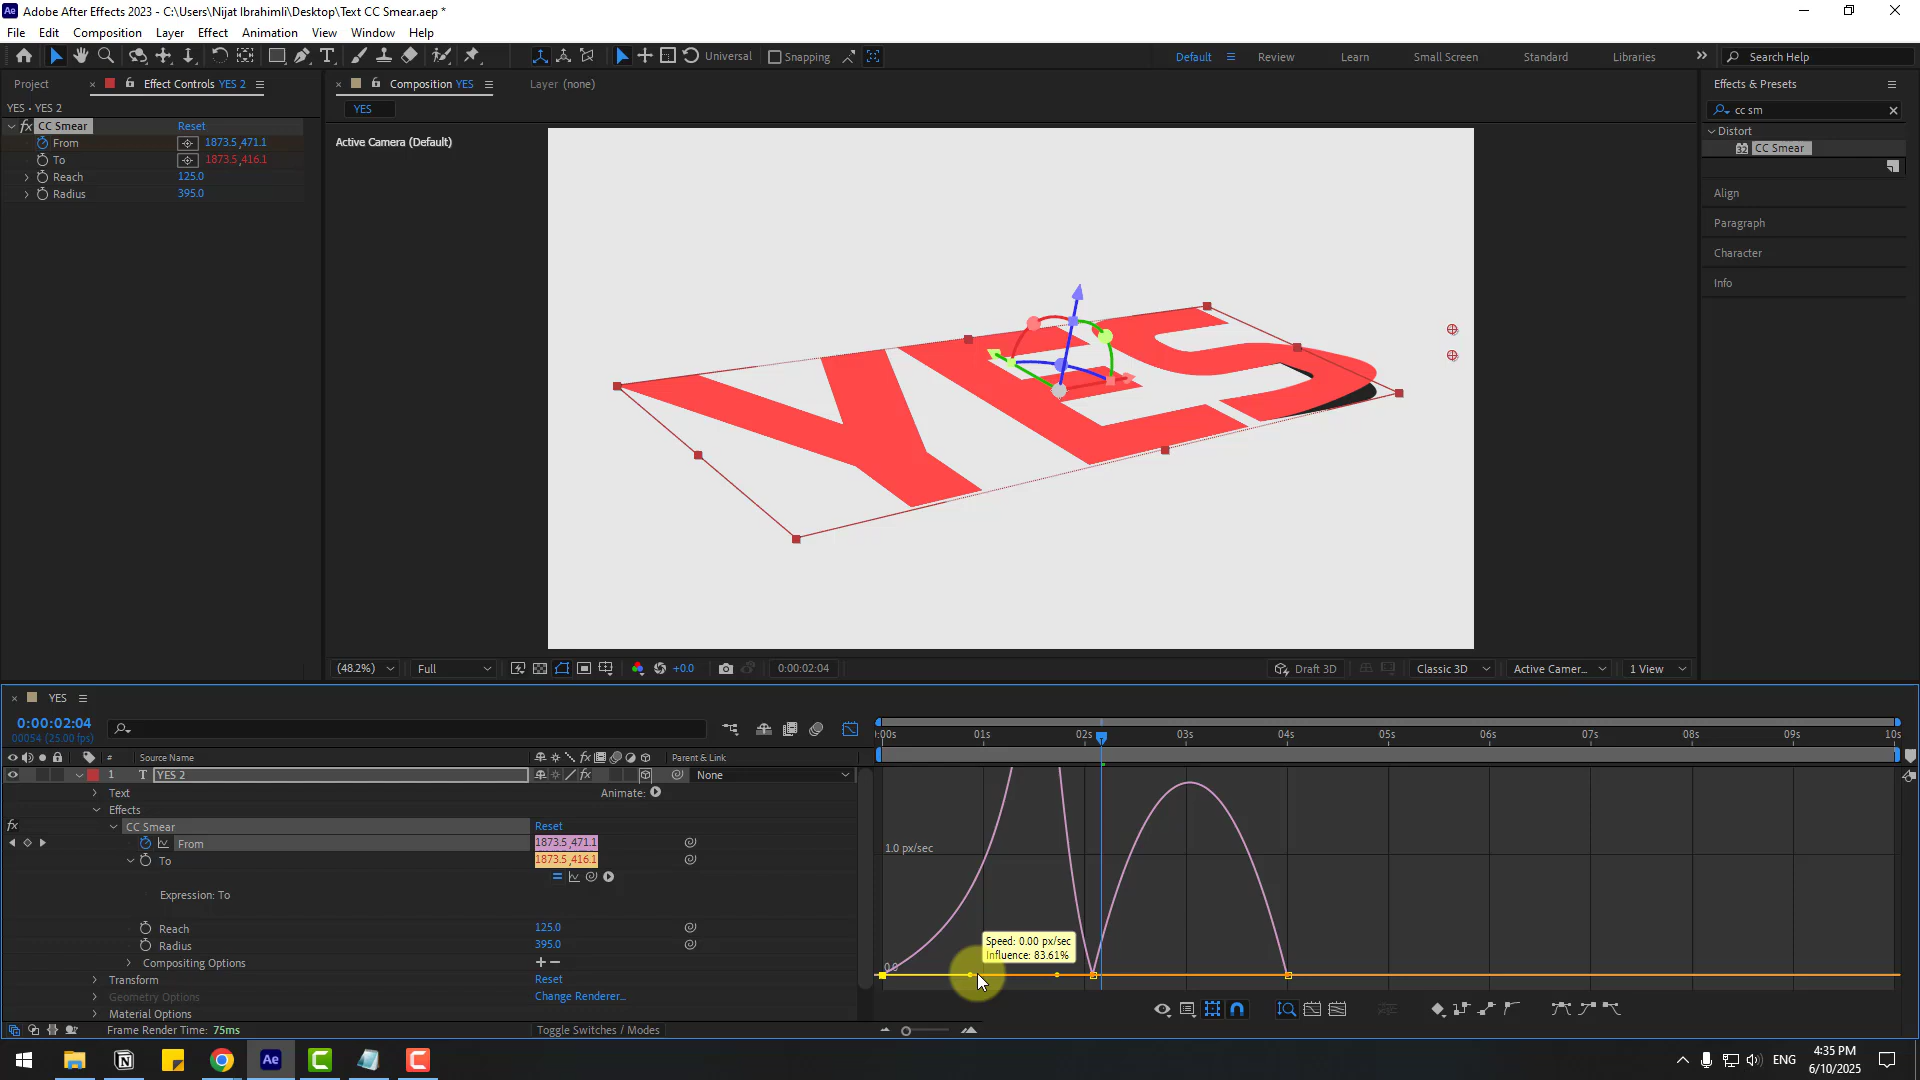 Adobe After Effects 2023 - C:\Users\Nijat Ibrahimli\Desktop\Text CC Smear.aep *
File Edit Composition Layer Effect Animation View Window Help
Universal Snapping Default Review Learn Small Screen Standard Libraries Search Help
Project Effect Controls YES 2
YES • YES 2
fx CC Smear Reset
From 1873.5,471.1
To 1873.5,416.1
Reach 125.0
Radius 395.0
Composition YES Layer (none)
YES
Active Camera (Default)
YES
(48.2%) Full +0.0 0:00:02:04 Draft 3D Classic 3D Active Camer... 1 View
Effects & Presets
cc sm
Distort
32 CC Smear
Align
Paragraph
Character
Info
YES
0:00:02:04
00054 (25.00 fps)
# Source Name Parent & Link
1 T YES 2 None
Text Animate:
Effects
fx CC Smear Reset
From 1873.5,471.1
To 1873.5,416.1
Expression: To
Reach 125.0
Radius 395.0
Compositing Options
Transform Reset
Geometry Options Change Renderer...
Material Options
Frame Render Time: 75ms Toggle Switches / Modes
:00s 01s 02s 03s 04s 05s 06s 07s 08s 09s 10s
1.0 px/sec
0.0
Speed: 0.00 px/sec
Influence: 83.61%
Ae
ENG
4:35 PM
6/10/2025